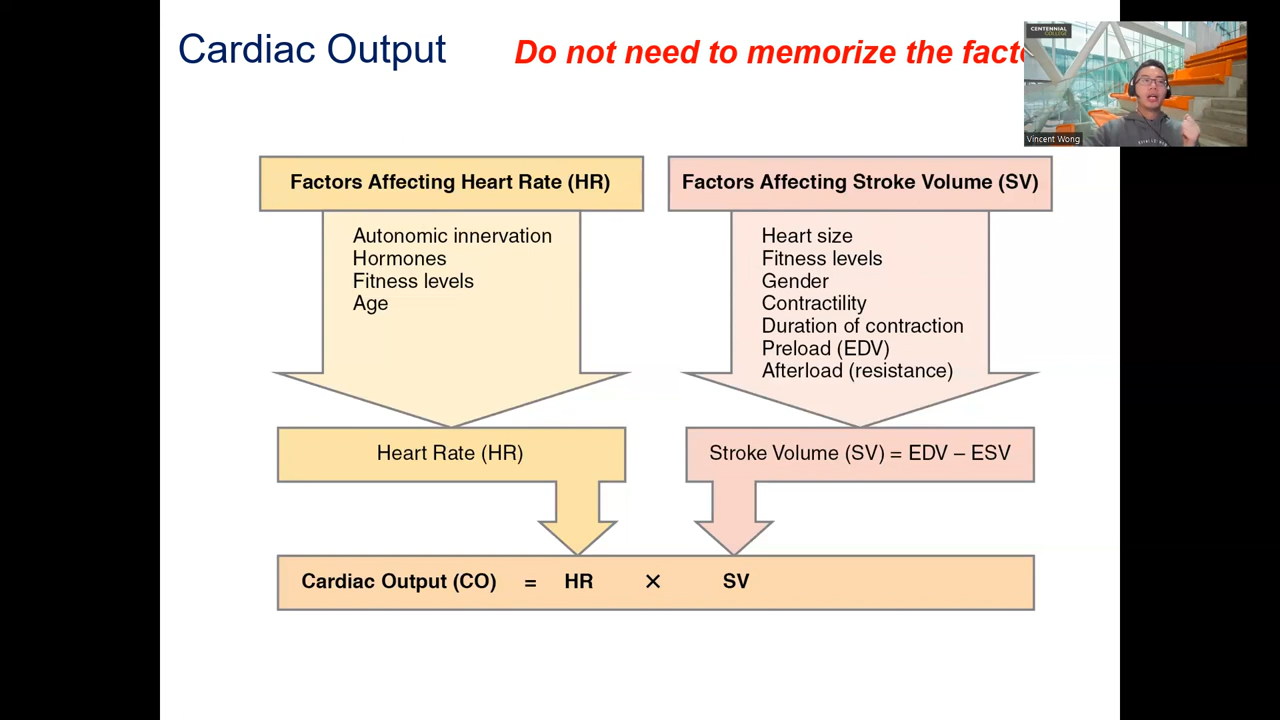 Cardiac Output
Do not need to memorize the
CENTENNIAL
COLLEGE
Vincent Wong
Factors Affecting Heart Rate (HR)
Autonomic innervation
Hormones
Fitness levels
Age
Heart Rate (HR)
Factors Affecting Stroke Volume (SV)
Heart size
Fitness levels
Gender
Contractility
Duration of contraction
Preload (EDV)
Afterload (resistance)
Stroke Volume (SV) = EDV – ESV
Cardiac Output (CO) = HR × SV